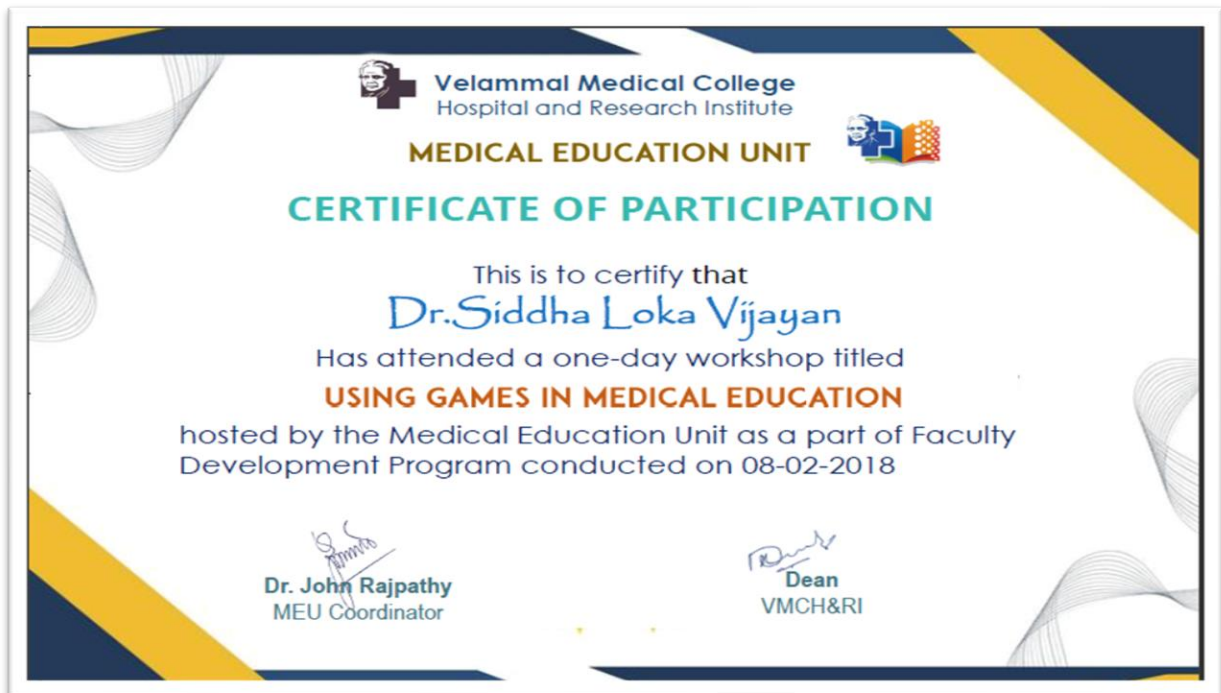 Velammal Medical College
Hospital and Research Institute
MEDICAL EDUCATION UNIT
CERTIFICATE OF PARTICIPATION
This is to certify that
Dr.Siddha Loka Vijayan
Has attended a one-day workshop titled
USING GAMES IN MEDICAL EDUCATION
hosted by the Medical Education Unit as a part of Faculty
Development Program conducted on 08-02-2018
Dr. John Rajpathy
MEU Coordinator
Dean
VMCH&RI